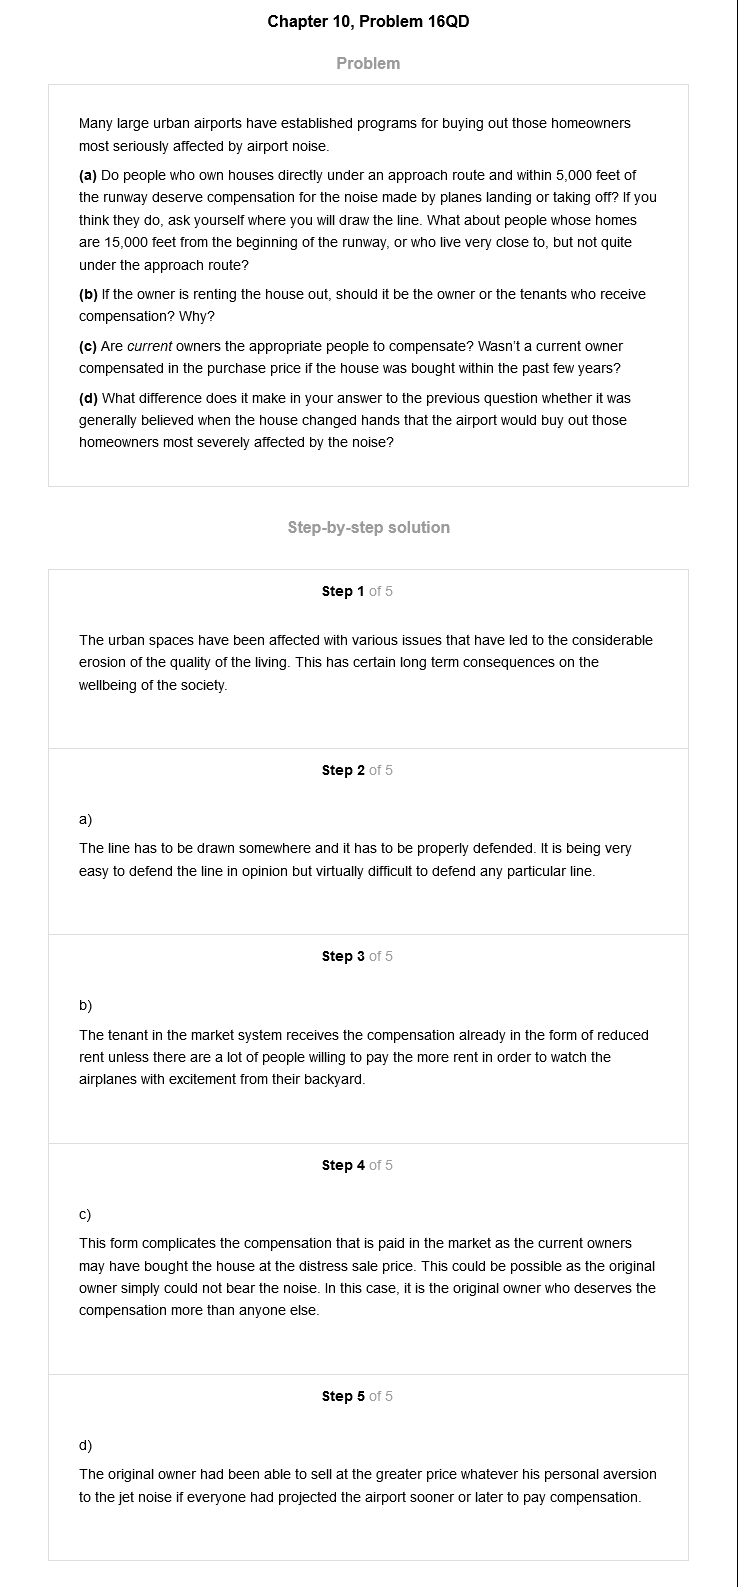 Chapter 10, Problem 16QD
Problem
Many large urban airports have established programs for buying out those homeowners
most seriously affected by airport noise.
(a) Do people who own houses directly under an approach route and within 5,000 feet of
the runway deserve compensation for the noise made by planes landing or taking off? If you
think they do, ask yourself where you will draw the line. What about people whose homes
are 15,000 feet from the beginning of the runway, or who live very close to, but not quite
under the approach route?
(b) If the owner is renting the house out, should it be the owner or the tenants who receive
compensation? Why?
(c) Are current owners the appropriate people to compensate? Wasn't a current owner
compensated in the purchase price if the house was bought within the past few years?
(d) What difference does it make in your answer to the previous question whether it was
generally believed when the house changed hands that the airport would buy out those
homeowners most severely affected by the noise?
Step-by-step solution
Step 1 of 5
The urban spaces have been affected with various issues that have led to the considerable
erosion of the quality of the living. This has certain long term consequences on the
wellbeing of the society.
Step 2 of 5
a)
The line has to be drawn somewhere and it has to be properly defended. It is being very
easy to defend the line in opinion but virtually difficult to defend any particular line.
Step 3 of 5
b)
The tenant in the market system receives the compensation already in the form of reduced
rent unless there are a lot of people willing to pay the more rent in order to watch the
airplanes with excitement from their backyard.
Step 4 of 5
c)
This form complicates the compensation that is paid in the market as the current owners
may have bought the house at the distress sale price. This could be possible as the original
owner simply could not bear the noise. In this case, it is the original owner who deserves the
compensation more than anyone else.
Step 5 of 5
d)
The original owner had been able to sell at the greater price whatever his personal aversion
to the jet noise if everyone had projected the airport sooner or later to pay compensation.